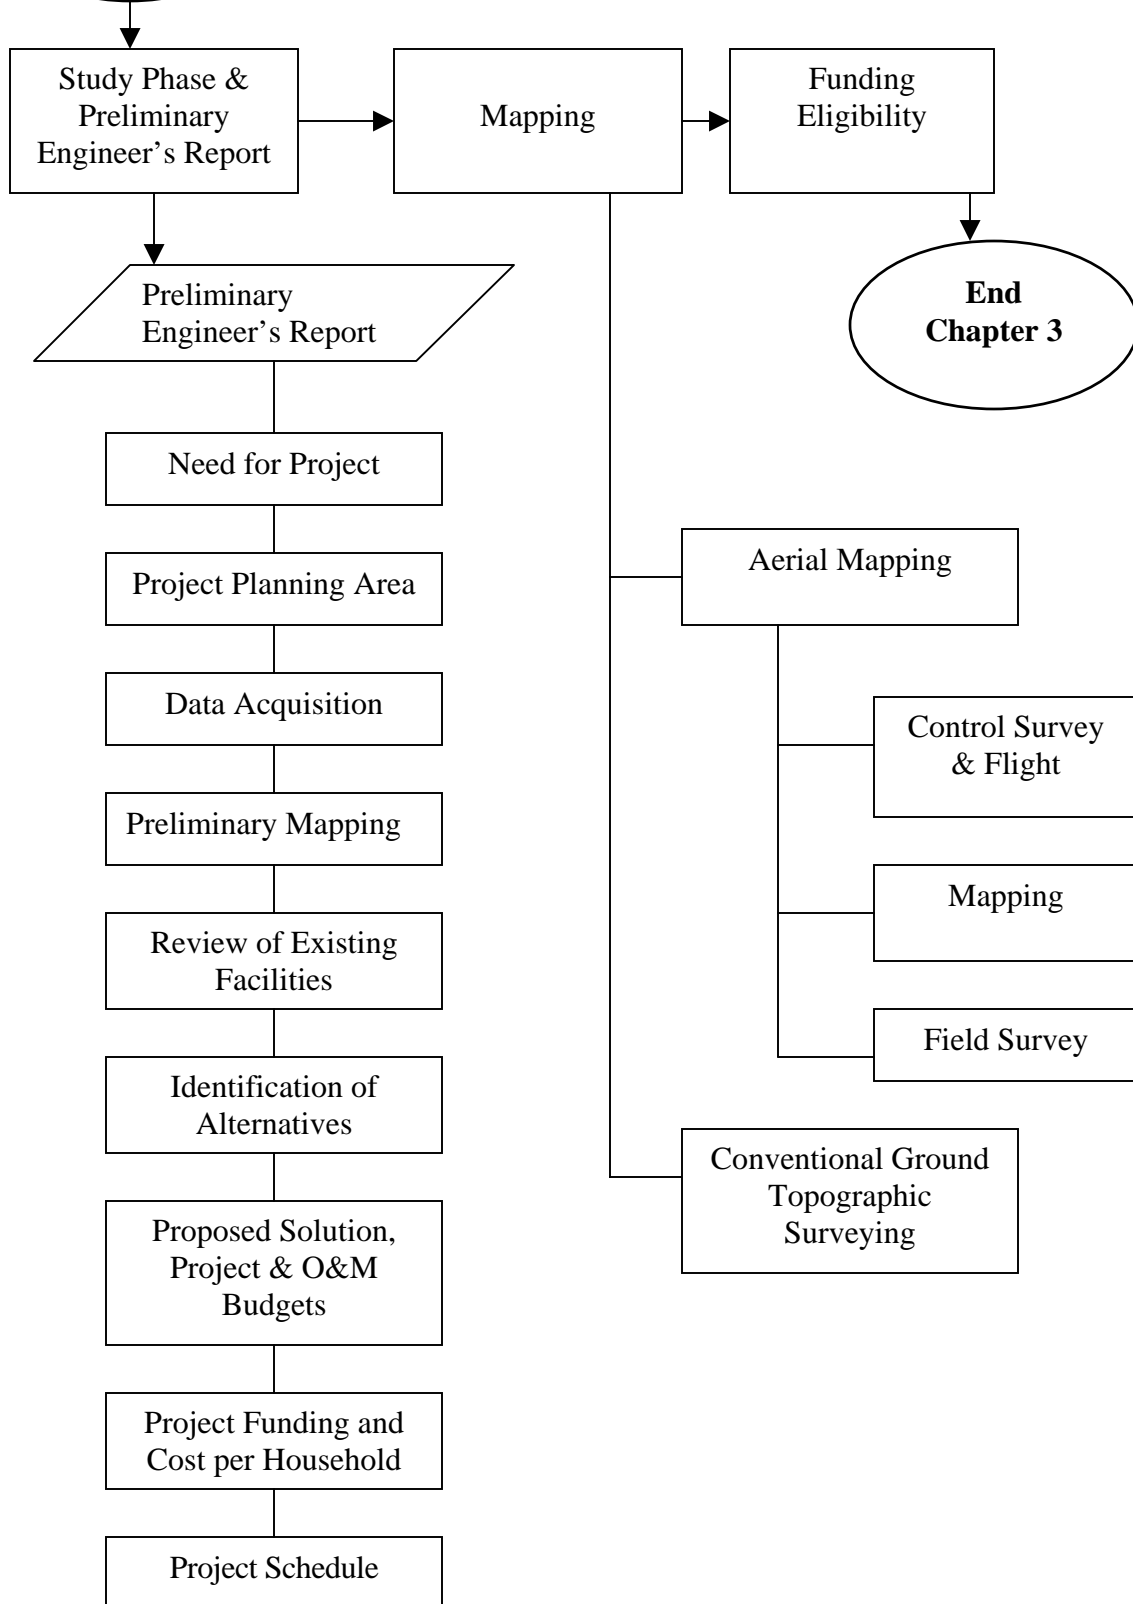 Study Phase &
Preliminary
Engineer’s Report
Mapping
Funding
Eligibility
End
Chapter 3
Preliminary
Engineer’s Report
Need for Project
Project Planning Area
Data Acquisition
Preliminary Mapping
Review of Existing
Facilities
Identification of
Alternatives
Proposed Solution,
Project & O&M
Budgets
Project Funding and
Cost per Household
Project Schedule
Aerial Mapping
Control Survey
& Flight
Mapping
Field Survey
Conventional Ground
Topographic
Surveying